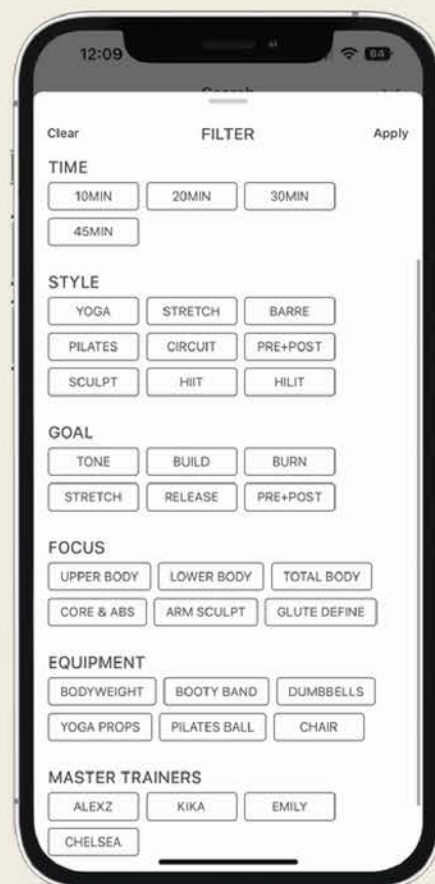 12:09
64
Clear FILTER Apply
TIME
10MIN 20MIN 30MIN
45MIN
STYLE
YOGA STRETCH BARRE
PILATES CIRCUIT PRE+POST
SCULPT HIIT HILIT
GOAL
TONE BUILD BURN
STRETCH RELEASE PRE+POST
FOCUS
UPPER BODY LOWER BODY TOTAL BODY
CORE & ABS ARM SCULPT GLUTE DEFINE
EQUIPMENT
BODYWEIGHT BOOTY BAND DUMBBELLS
YOGA PROPS PILATES BALL CHAIR
MASTER TRAINERS
ALEXZ KIKA EMILY
CHELSEA